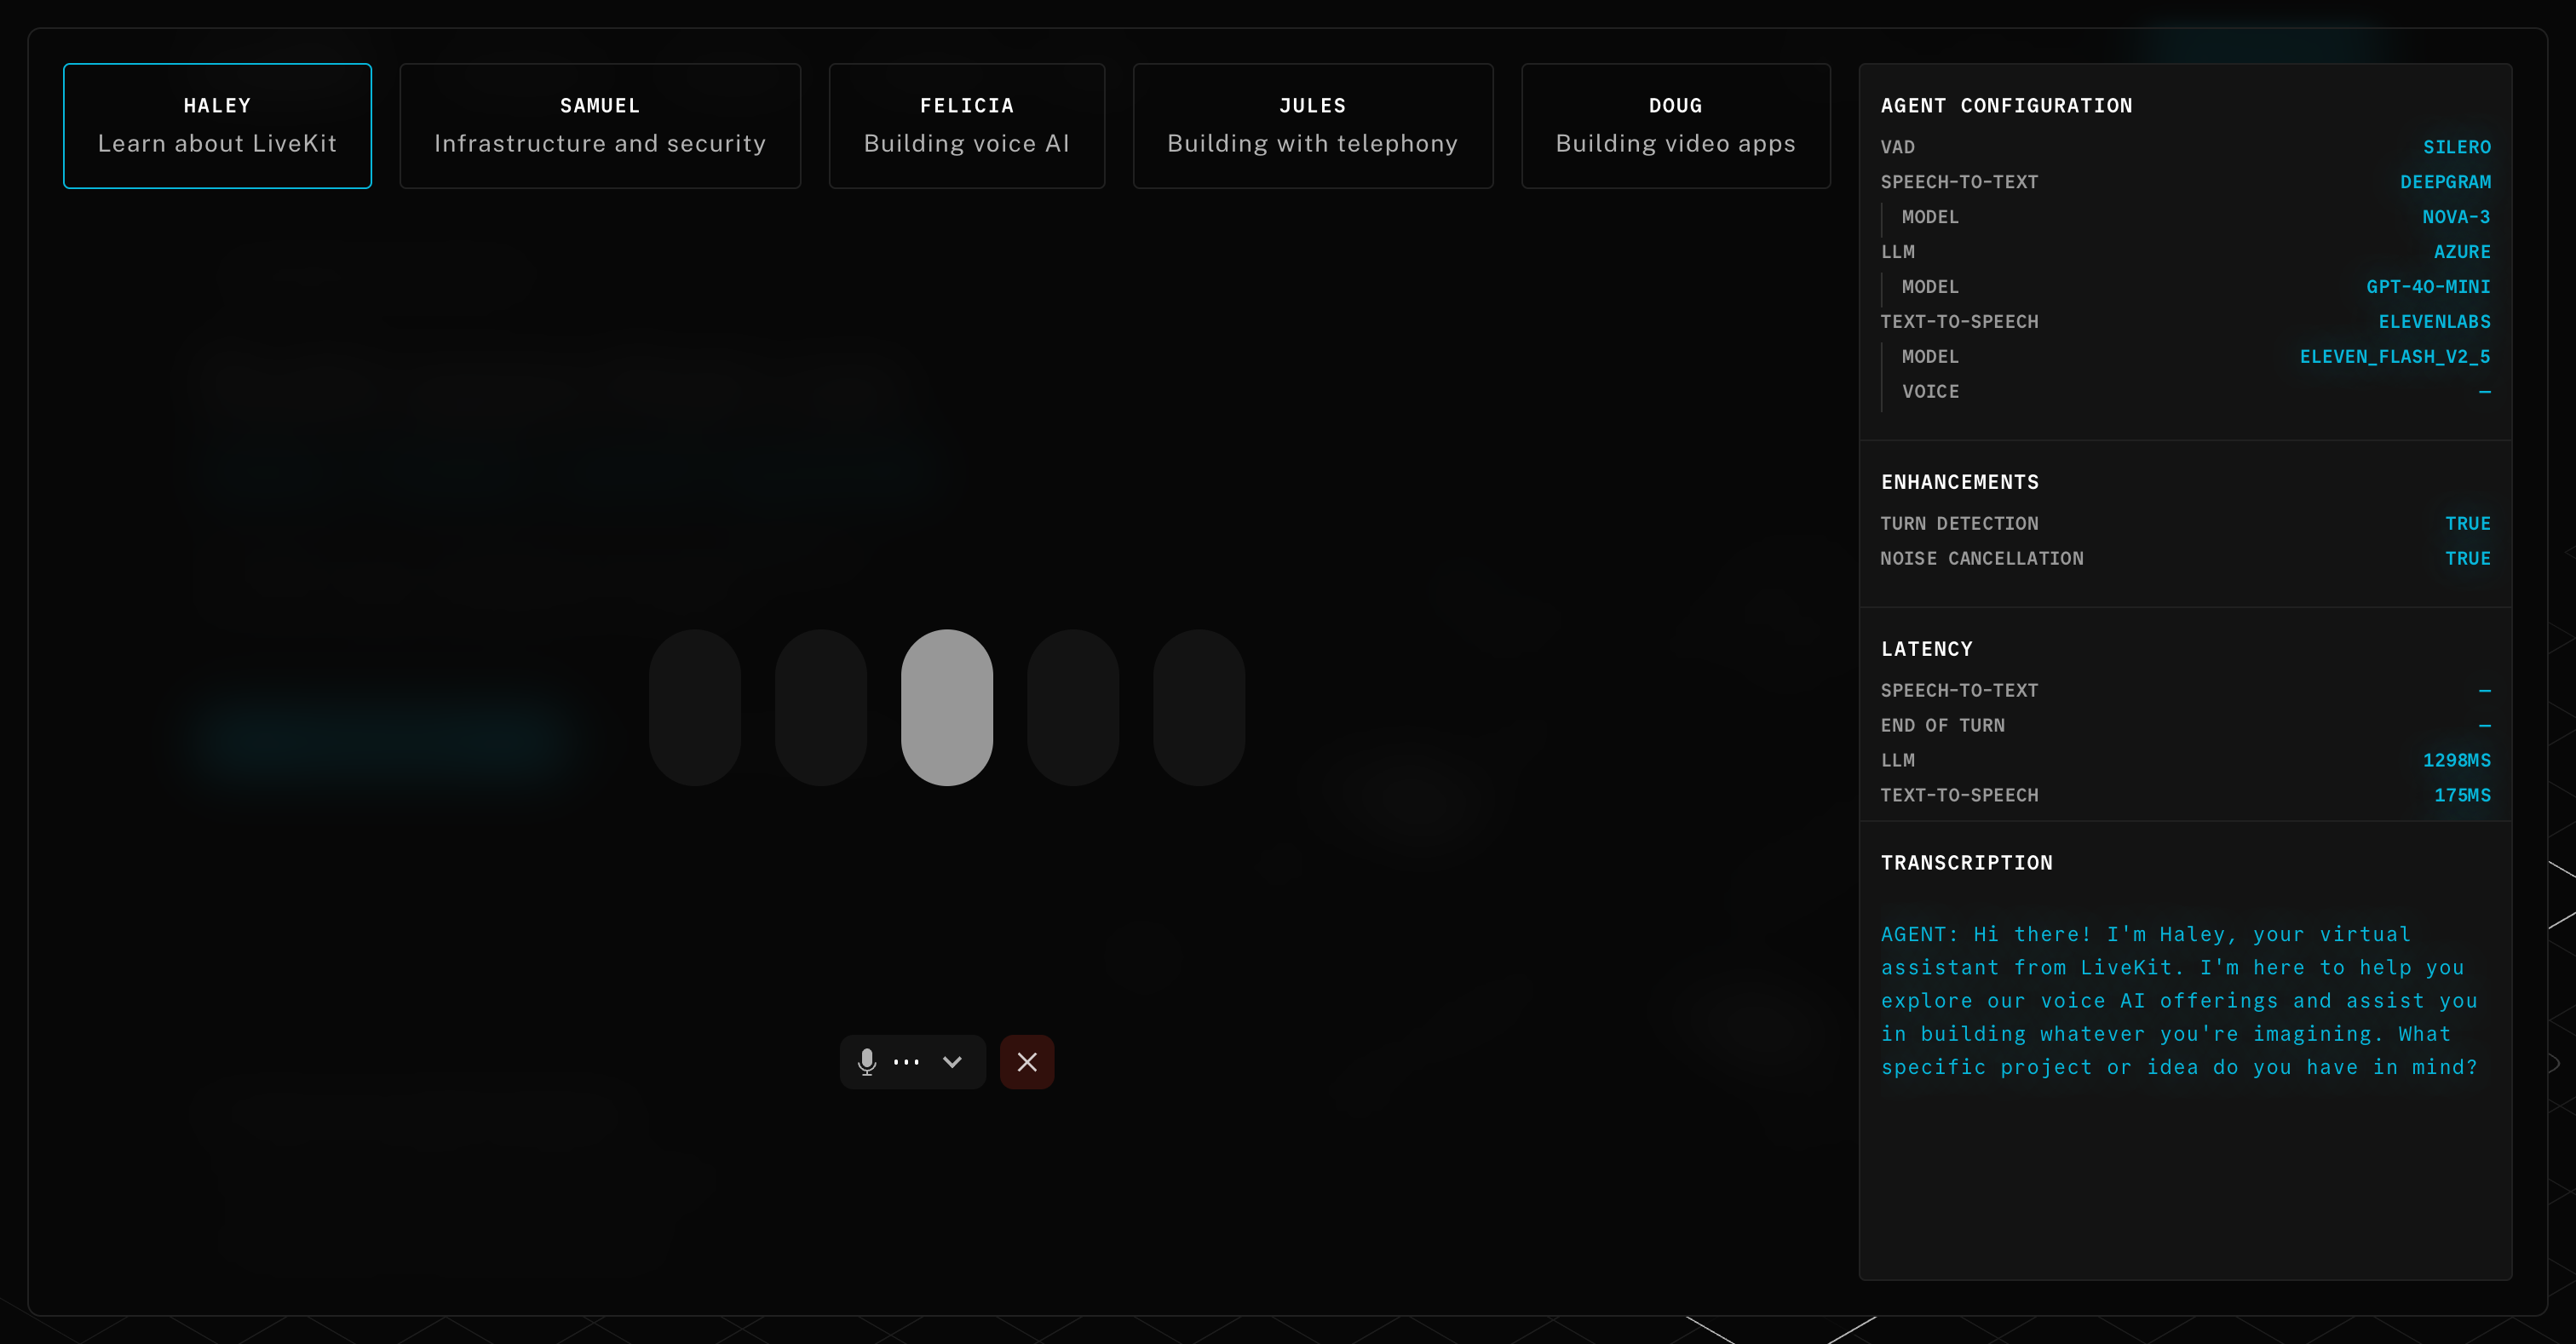 HALEY
Learn about LiveKit
SAMUEL
Infrastructure and security
FELICIA
Building voice AI
JULES
Building with telephony
DOUG
Building video apps
AGENT CONFIGURATION
VAD SILERO
SPEECH-TO-TEXT DEEPGRAM
MODEL NOVA-3
LLM AZURE
MODEL GPT-4O-MINI
TEXT-TO-SPEECH ELEVENLABS
MODEL ELEVEN_FLASH_V2_5
VOICE —
ENHANCEMENTS
TURN DETECTION TRUE
NOISE CANCELLATION TRUE
LATENCY
SPEECH-TO-TEXT —
END OF TURN —
LLM 1298MS
TEXT-TO-SPEECH 175MS
TRANSCRIPTION
AGENT: Hi there! I'm Haley, your virtual
assistant from LiveKit. I'm here to help you
explore our voice AI offerings and assist you
in building whatever you're imagining. What
specific project or idea do you have in mind?